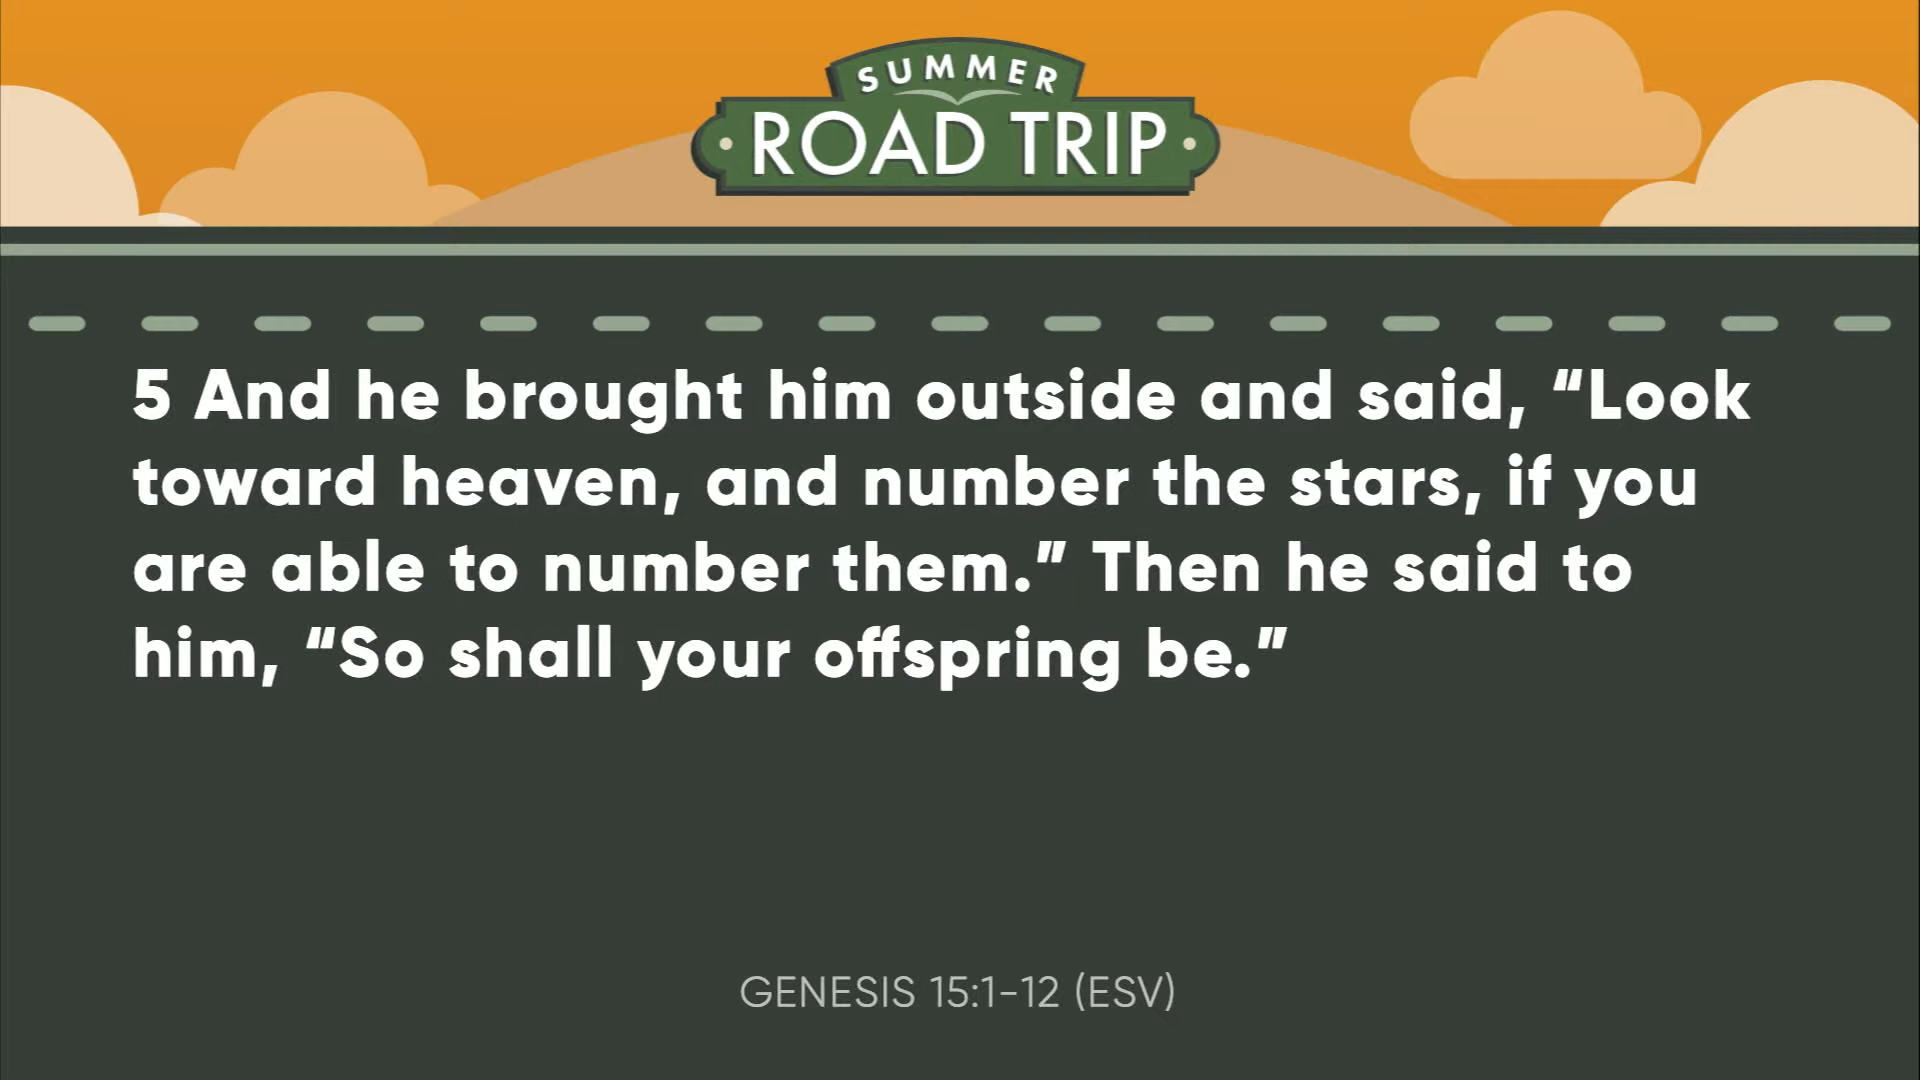 SUMMER
ROAD TRIP
5 And he brought him outside and said, “Look
toward heaven, and number the stars, if you
are able to number them.” Then he said to
him, “So shall your offspring be.”
GENESIS 15:1-12 (ESV)